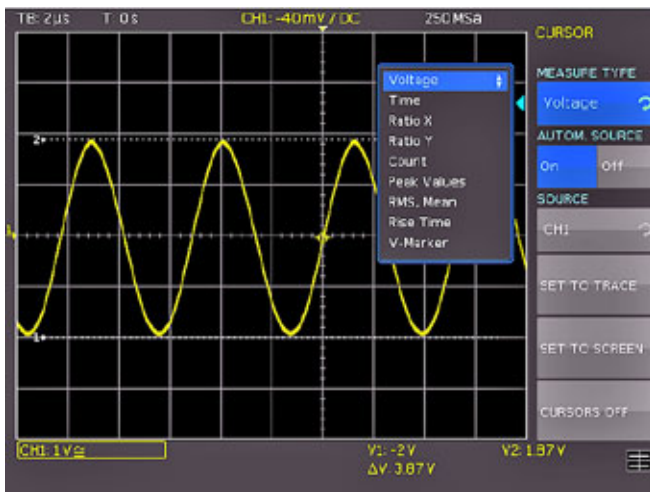 TB: 2µs T: 0s CH1: -40mV / DC 250MSa
CURSOR
MEASURE TYPE
Voltage
AUTOM. SOURCE
On Off
SOURCE
CH1
SET TO TRACE
SET TO SCREEN
CURSORS OFF
Voltage
Time
Ratio X
Ratio Y
Count
Peak Values
RMS, Mean
Rise Time
V-Marker
2
1
CH1: 1V
V1: -2V V2: 1.87V
ΔV: 3.87V